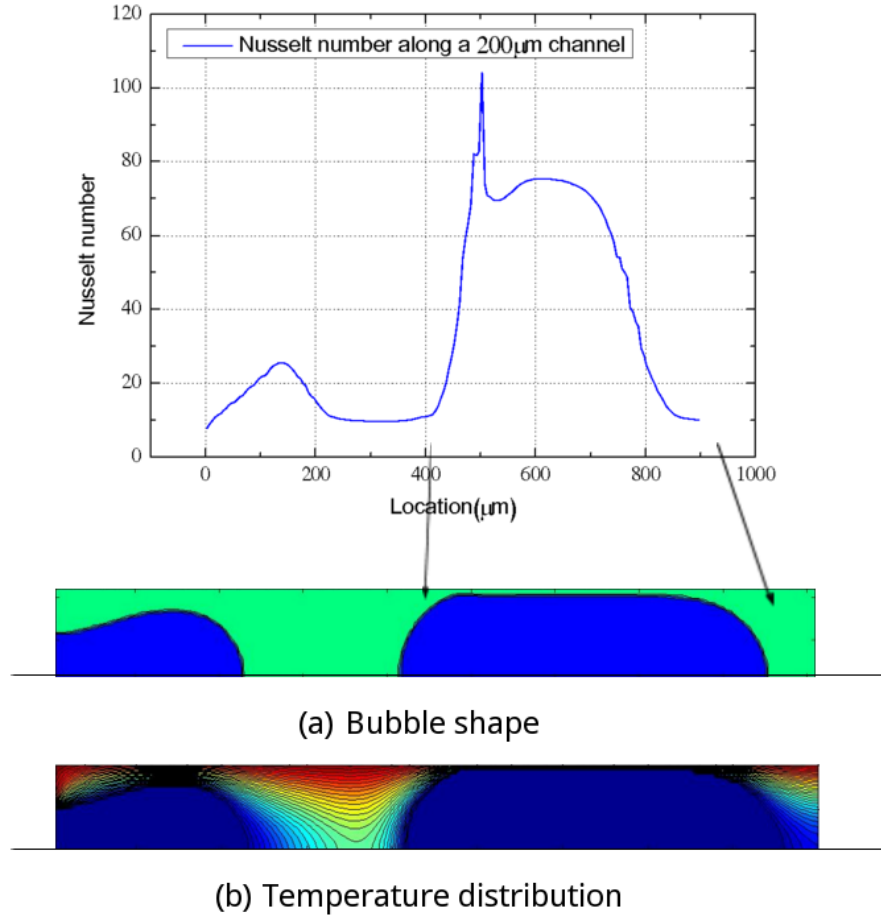 120
Nusselt number along a 200μm channel
100
80
60
40
20
0
Nusselt number
0 200 400 600 800 1000
Location(μm)
(a) Bubble shape
(b) Temperature distribution